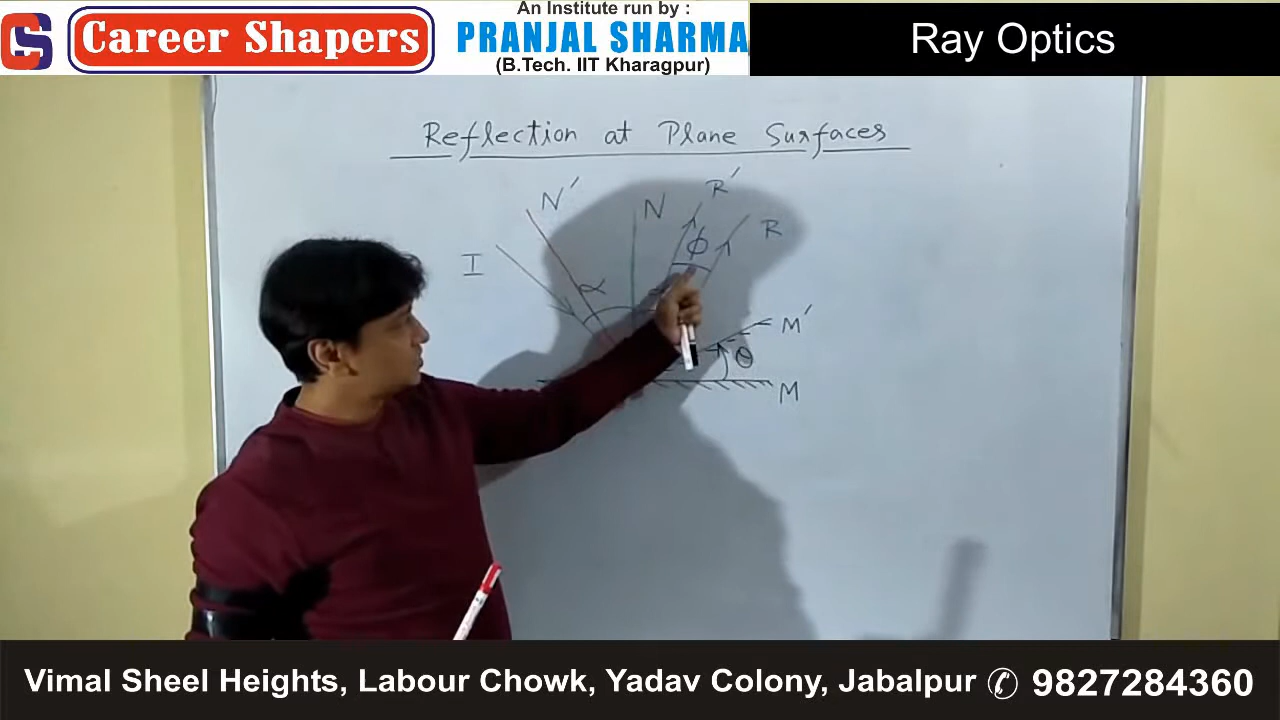 CS
Career Shapers
An Institute run by :
PRANJAL SHARMA
(B.Tech. IIT Kharagpur)
Ray Optics
Reflection at Plane Surfaces
N′
N
R′
R
I
ϕ
α
α
M′
θ
M
Vimal Sheel Heights, Labour Chowk, Yadav Colony, Jabalpur ✆ 9827284360